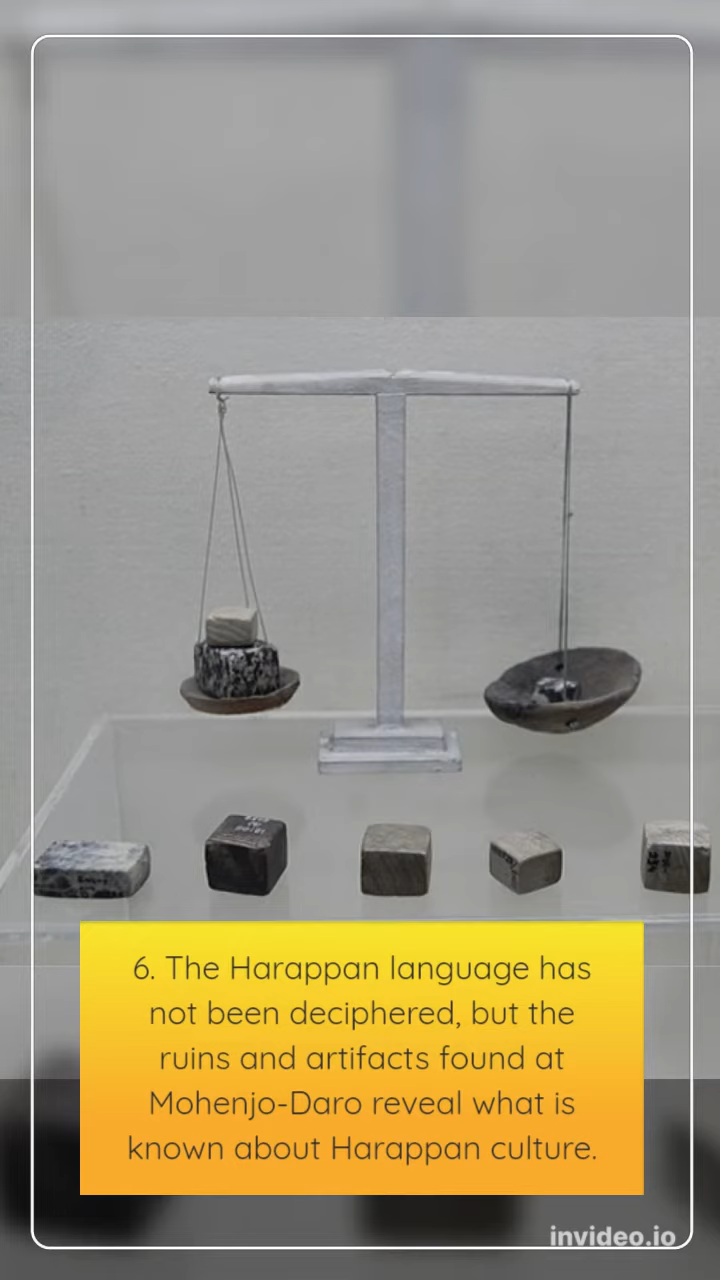 6. The Harappan language has
not been deciphered, but the
ruins and artifacts found at
Mohenjo-Daro reveal what is
known about Harappan culture.
invideo.io